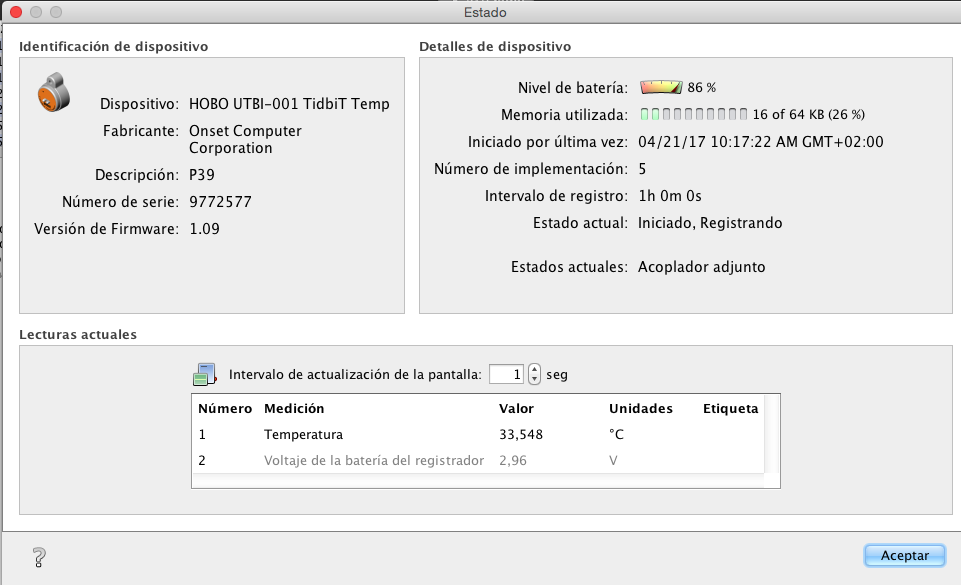 Estado
Identificación de dispositivo
Dispositivo: HOBO UTBI-001 TidbiT Temp
Fabricante: Onset Computer
Corporation
Descripción: P39
Número de serie: 9772577
Versión de Firmware: 1.09
Detalles de dispositivo
Nivel de batería: 86 %
Memoria utilizada: 16 of 64 KB (26 %)
Iniciado por última vez: 04/21/17 10:17:22 AM GMT+02:00
Número de implementación: 5
Intervalo de registro: 1h 0m 0s
Estado actual: Iniciado, Registrando
Estados actuales: Acoplador adjunto
Lecturas actuales
Intervalo de actualización de la pantalla: 1 seg
Número Medición Valor Unidades Etiqueta
1 Temperatura 33,548 °C
2 Voltaje de la batería del registrador 2,96 V
?
Aceptar